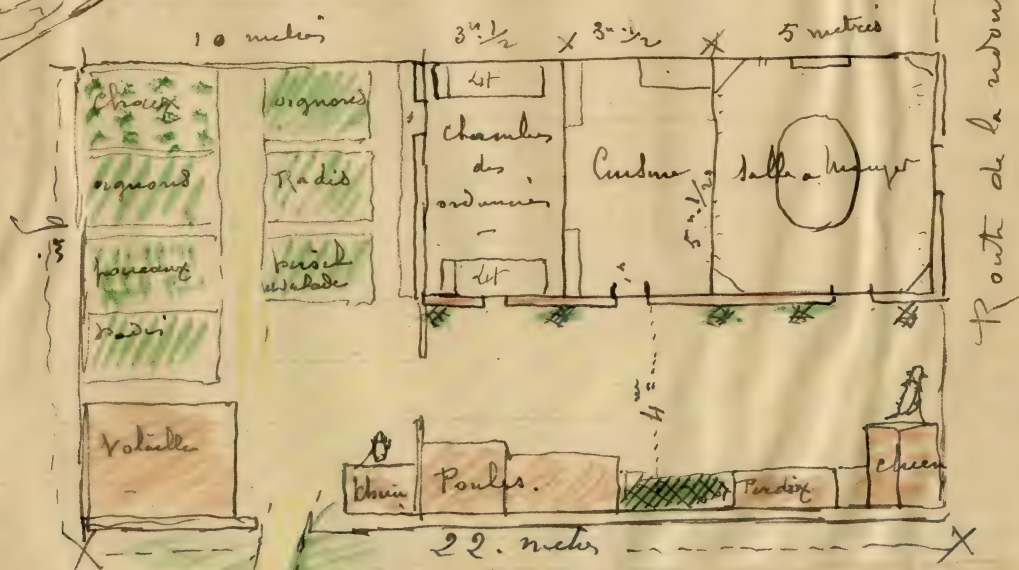 10 metres
3m 1/2
3m 1/2
5 metres
Route de la
Choux
oignons
Lit
oignons
Radis
Chambre
des
ordonnances
Cuisine
5m 1/20
Salle a Manger
poireaux
persil
salade
Lit
Radis
4m
Volailles
chien
Poules.
Perdrix
chien
22. metres